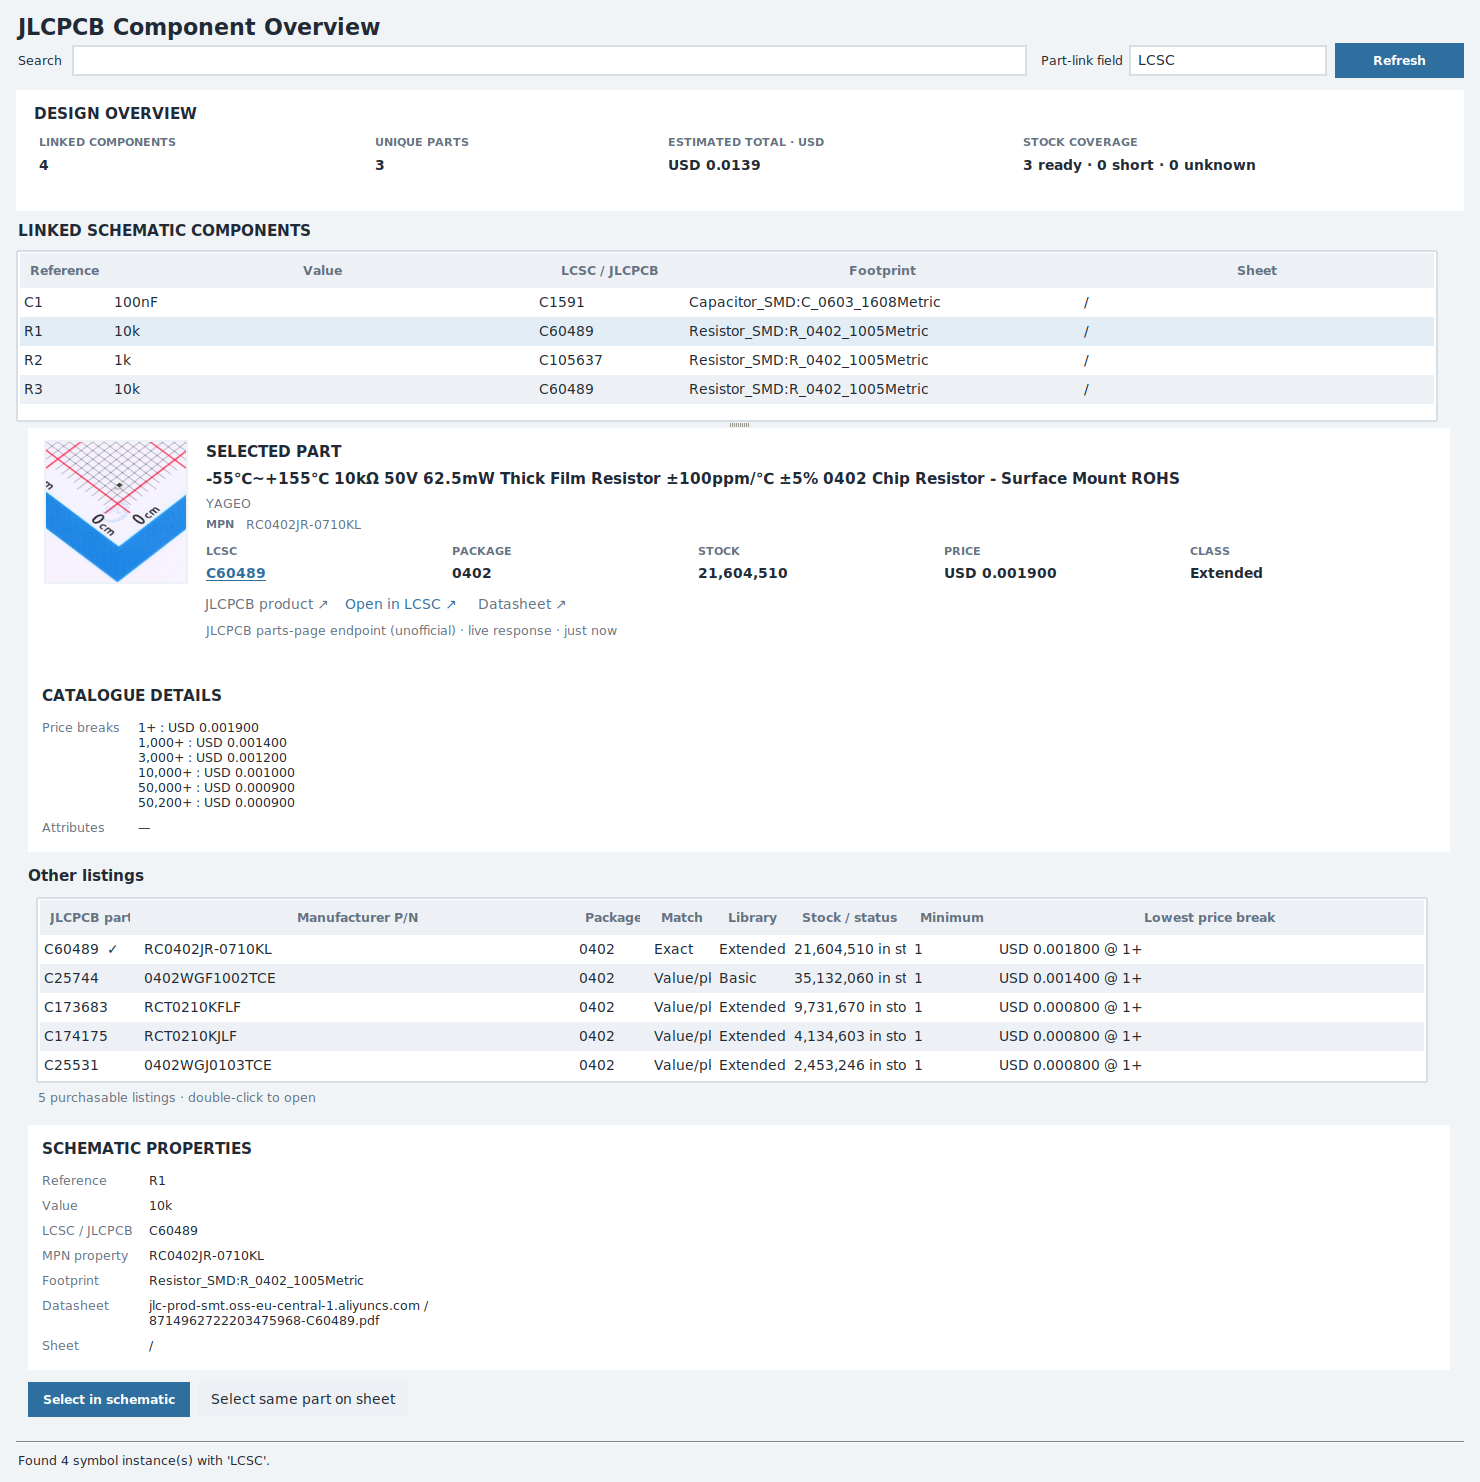 JLCPCB Component Overview
Search Part-link field LCSC Refresh
DESIGN OVERVIEW
LINKED COMPONENTS UNIQUE PARTS ESTIMATED TOTAL · USD STOCK COVERAGE
4 3 USD 0.0139 3 ready · 0 short · 0 unknown
LINKED SCHEMATIC COMPONENTS
Reference Value LCSC / JLCPCB Footprint Sheet
C1 100nF C1591 Capacitor_SMD:C_0603_1608Metric /
R1 10k C60489 Resistor_SMD:R_0402_1005Metric /
R2 1k C105637 Resistor_SMD:R_0402_1005Metric /
R3 10k C60489 Resistor_SMD:R_0402_1005Metric /
0 cm 0 cm
SELECTED PART
-55℃~+155℃ 10kΩ 50V 62.5mW Thick Film Resistor ±100ppm/℃ ±5% 0402 Chip Resistor - Surface Mount ROHS
YAGEO
MPN RC0402JR-0710KL
LCSC PACKAGE STOCK PRICE CLASS
C60489 0402 21,604,510 USD 0.001900 Extended
JLCPCB product ↗ Open in LCSC ↗ Datasheet ↗
JLCPCB parts-page endpoint (unofficial) · live response · just now
CATALOGUE DETAILS
Price breaks 1+ : USD 0.001900
1,000+ : USD 0.001400
3,000+ : USD 0.001200
10,000+ : USD 0.001000
50,000+ : USD 0.000900
50,200+ : USD 0.000900
Attributes —
Other listings
JLCPCB part Manufacturer P/N Package Match Library Stock / status Minimum Lowest price break
C60489 ✓ RC0402JR-0710KL 0402 Exact Extended 21,604,510 in st 1 USD 0.001800 @ 1+
C25744 0402WGF1002TCE 0402 Value/pl Basic 35,132,060 in st 1 USD 0.001400 @ 1+
C173683 RCT0210KFLF 0402 Value/pl Extended 9,731,670 in sto 1 USD 0.000800 @ 1+
C174175 RCT0210KJLF 0402 Value/pl Extended 4,134,603 in sto 1 USD 0.000800 @ 1+
C25531 0402WGJ0103TCE 0402 Value/pl Extended 2,453,246 in sto 1 USD 0.000800 @ 1+
5 purchasable listings · double-click to open
SCHEMATIC PROPERTIES
Reference R1
Value 10k
LCSC / JLCPCB C60489
MPN property RC0402JR-0710KL
Footprint Resistor_SMD:R_0402_1005Metric
Datasheet jlc-prod-smt.oss-eu-central-1.aliyuncs.com /
8714962722203475968-C60489.pdf
Sheet /
Select in schematic Select same part on sheet
Found 4 symbol instance(s) with 'LCSC'.